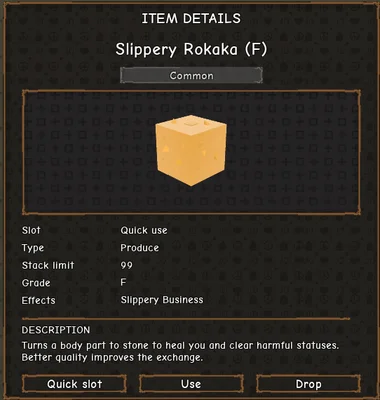 ITEM DETAILS
Slippery Rokaka (F)
Common
Slot Quick use
Type Produce
Stack limit 99
Grade F
Effects Slippery Business
DESCRIPTION
Turns a body part to stone to heal you and clear harmful statuses.
Better quality improves the exchange.
Quick slot Use Drop